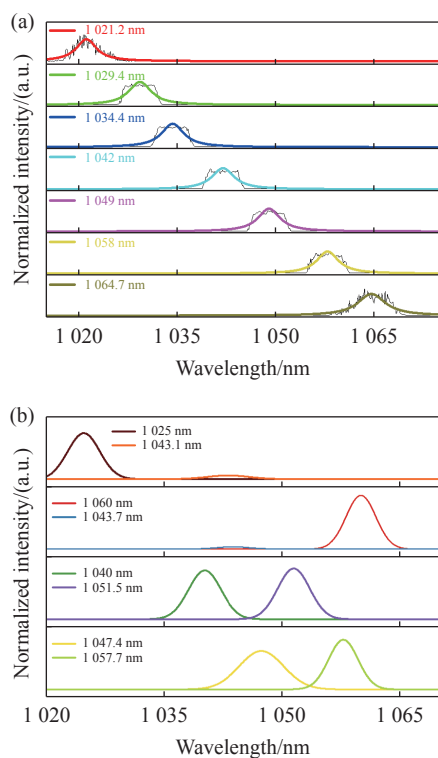 (a)
1 021.2 nm
1 029.4 nm
1 034.4 nm
1 042 nm
1 049 nm
1 058 nm
1 064.7 nm
Normalized intensity/(a.u.)
1 020 1 035 1 050 1 065
Wavelength/nm
(b)
1 025 nm
1 043.1 nm
1 060 nm
1 043.7 nm
1 040 nm
1 051.5 nm
1 047.4 nm
1 057.7 nm
Normalized intensity/(a.u.)
1 020 1 035 1 050 1 065
Wavelength/nm